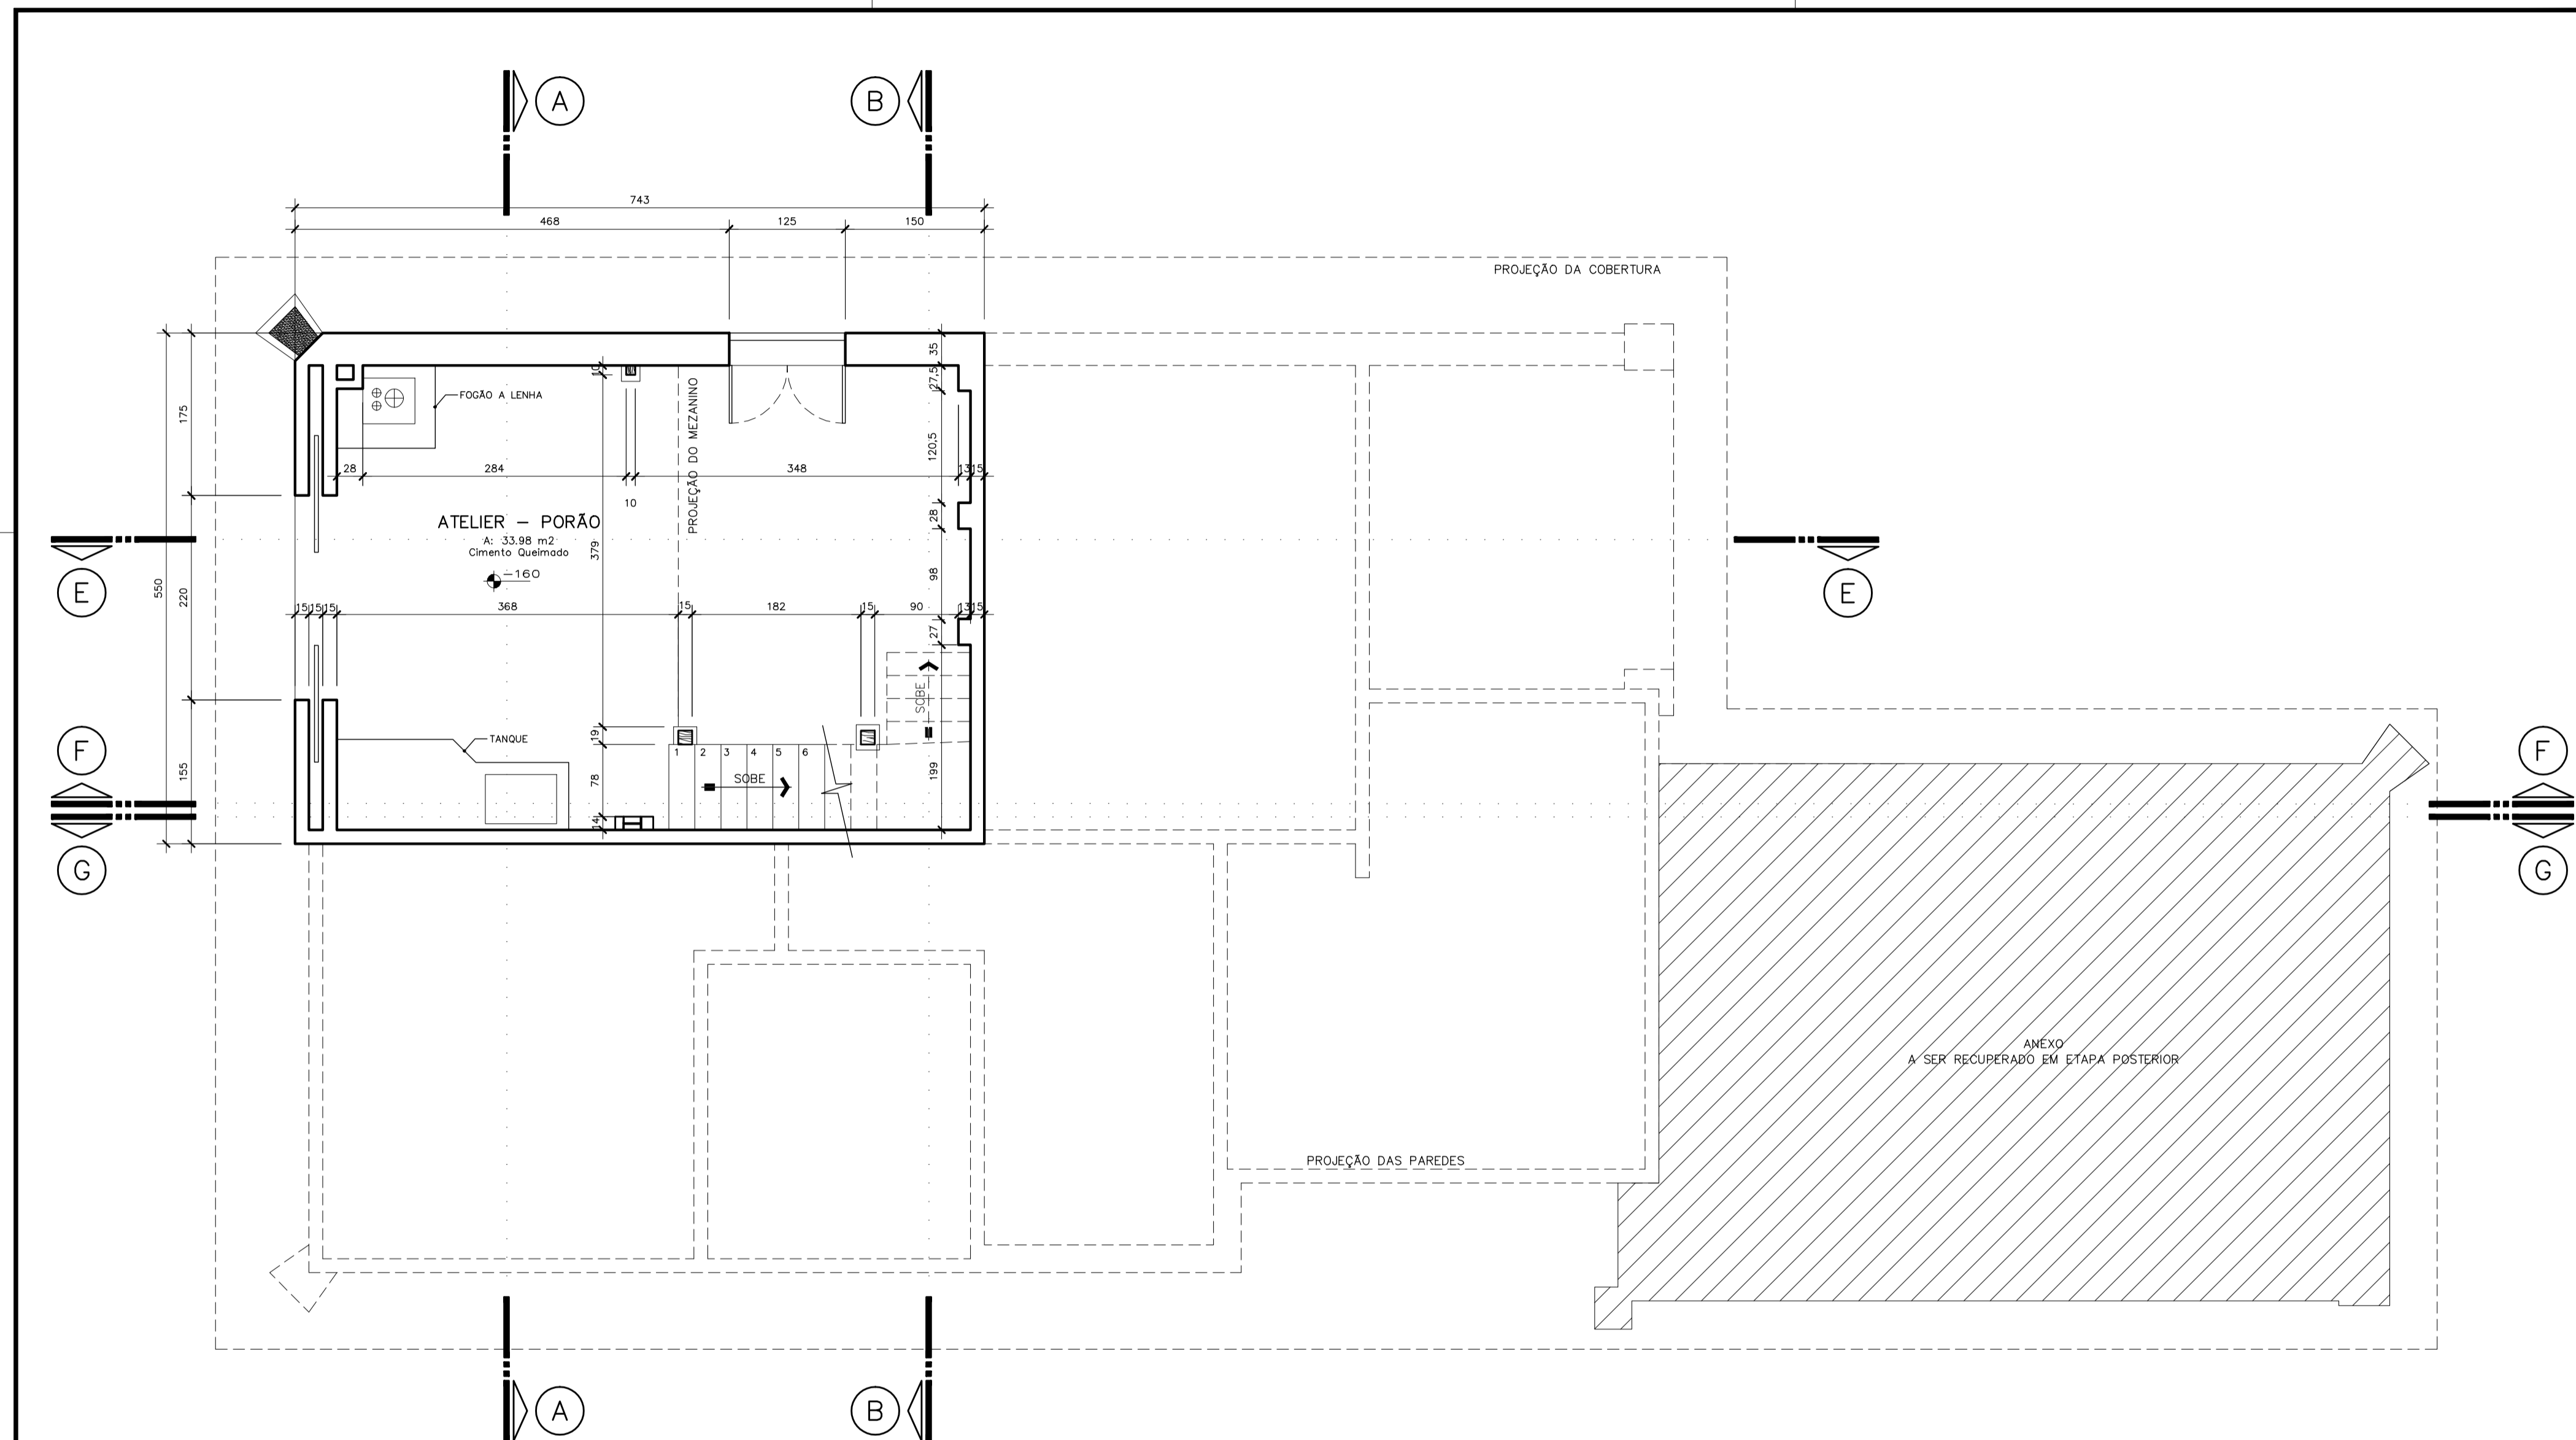 A
B
743
468
125
150
PROJEÇÃO DA COBERTURA
35
10
27,5
175
FOGÃO A LENHA
PROJEÇÃO DO MEZANINO
120,5
28
284
348
13
15
10
28
ATELIER – PORÃO
A: 33.98 m2
Cimento Queimado
379
-160
98
E
E
550
220
15
15
15
368
15
182
15
90
13
15
27
SOBE
F
F
19
TANQUE
1
2
3
4
5
6
155
78
SOBE
199
14
G
G
ANEXO
A SER RECUPERADO EM ETAPA POSTERIOR
PROJEÇÃO DAS PAREDES
A
B